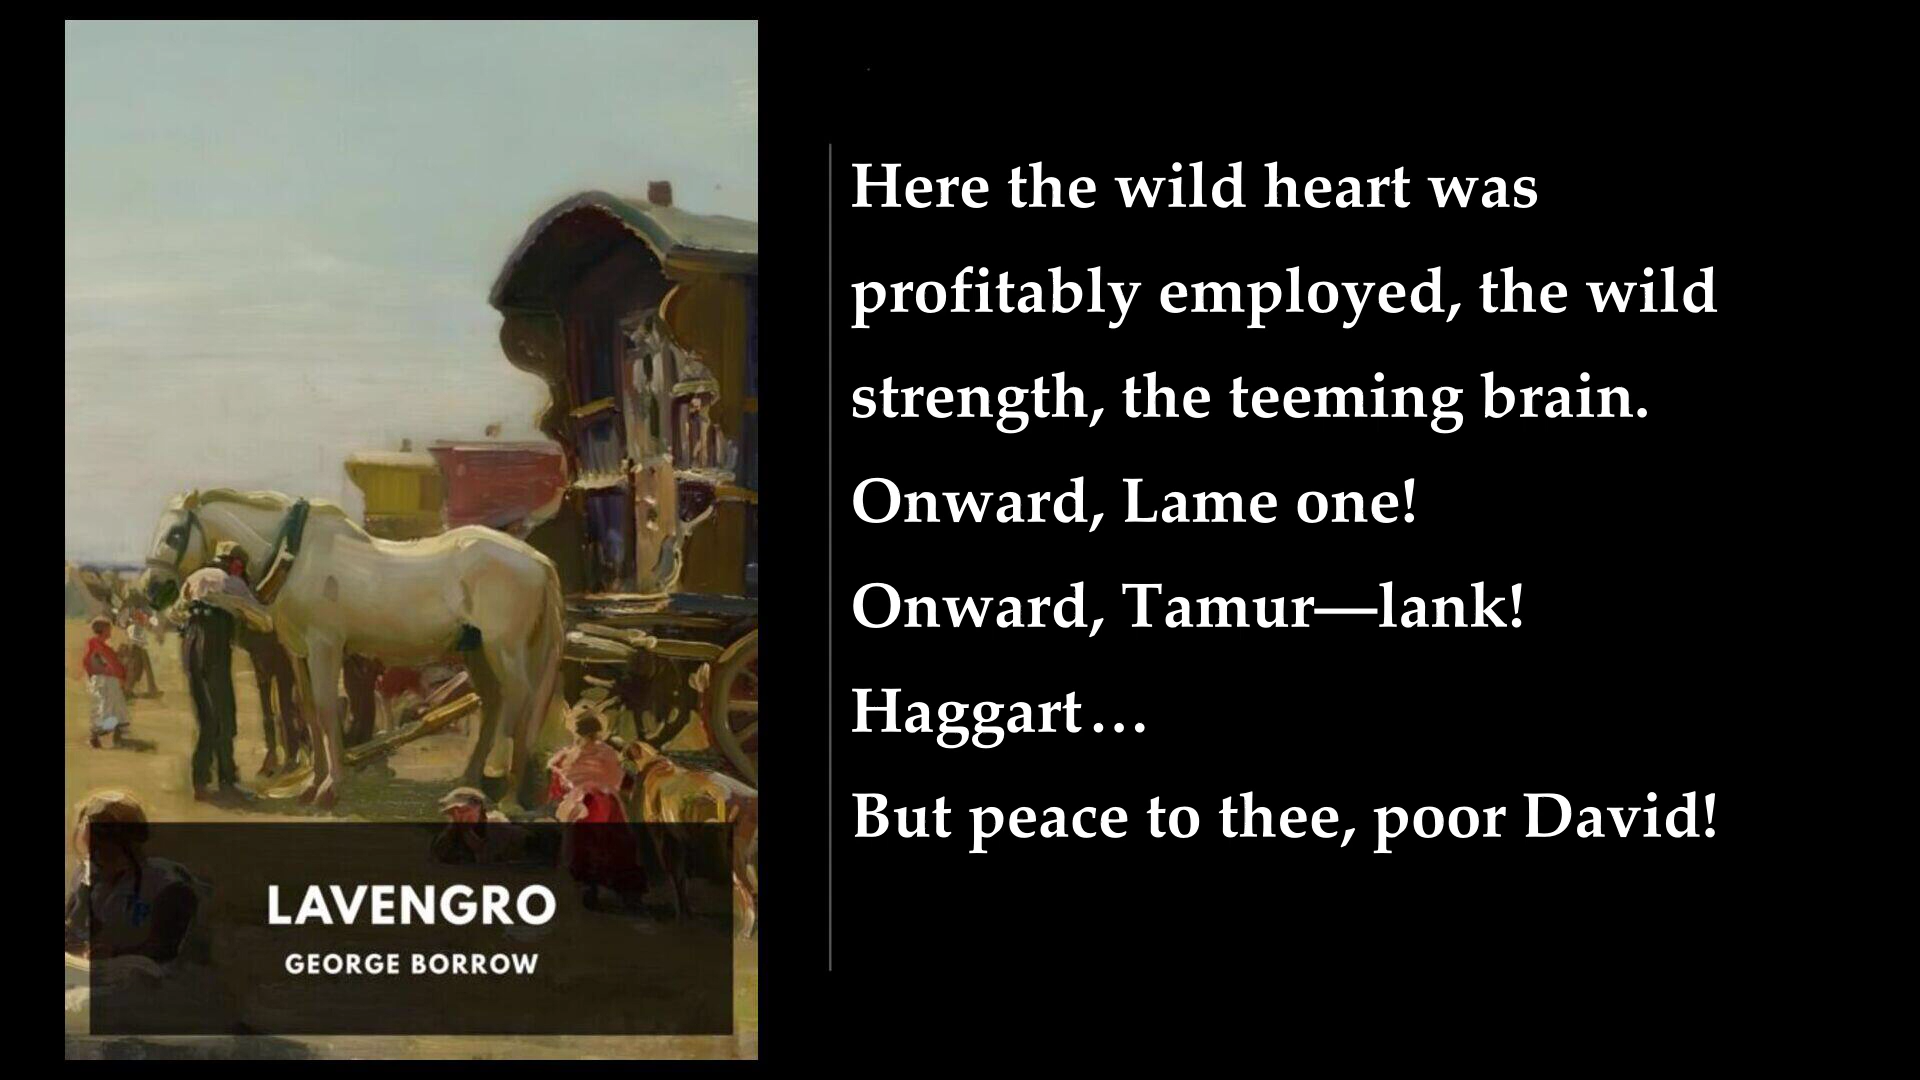 LAVENGRO
GEORGE BORROW
Here the wild heart was
profitably employed, the wild
strength, the teeming brain.
Onward, Lame one!
Onward, Tamur—lank!
Haggart…
But peace to thee, poor David!